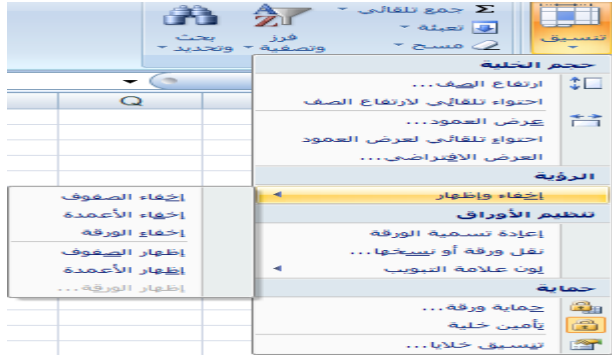 جمع تلقائي
تعبئة
مسح
فرز
وتصفية
بحث
وتحديد
تنسيق
Q
حجم الخلية
ارتفاع الصف...
احتواء تلقائي لارتفاع الصف
عرض العمود...
احتواء تلقائي لعرض العمود
العرض الافتراضي...
الرؤية
إخفاء وإظهار
إخفاء الصفوف
إخفاء الأعمدة
إخفاء الورقة
إظهار الصفوف
إظهار الأعمدة
إظهار الورقة...
تنظيم الأوراق
إعادة تسمية الورقة
نقل ورقة أو نسخها...
لون علامة التبويب
حماية
حماية ورقة...
تأمين خلية
تنسيق خلايا...